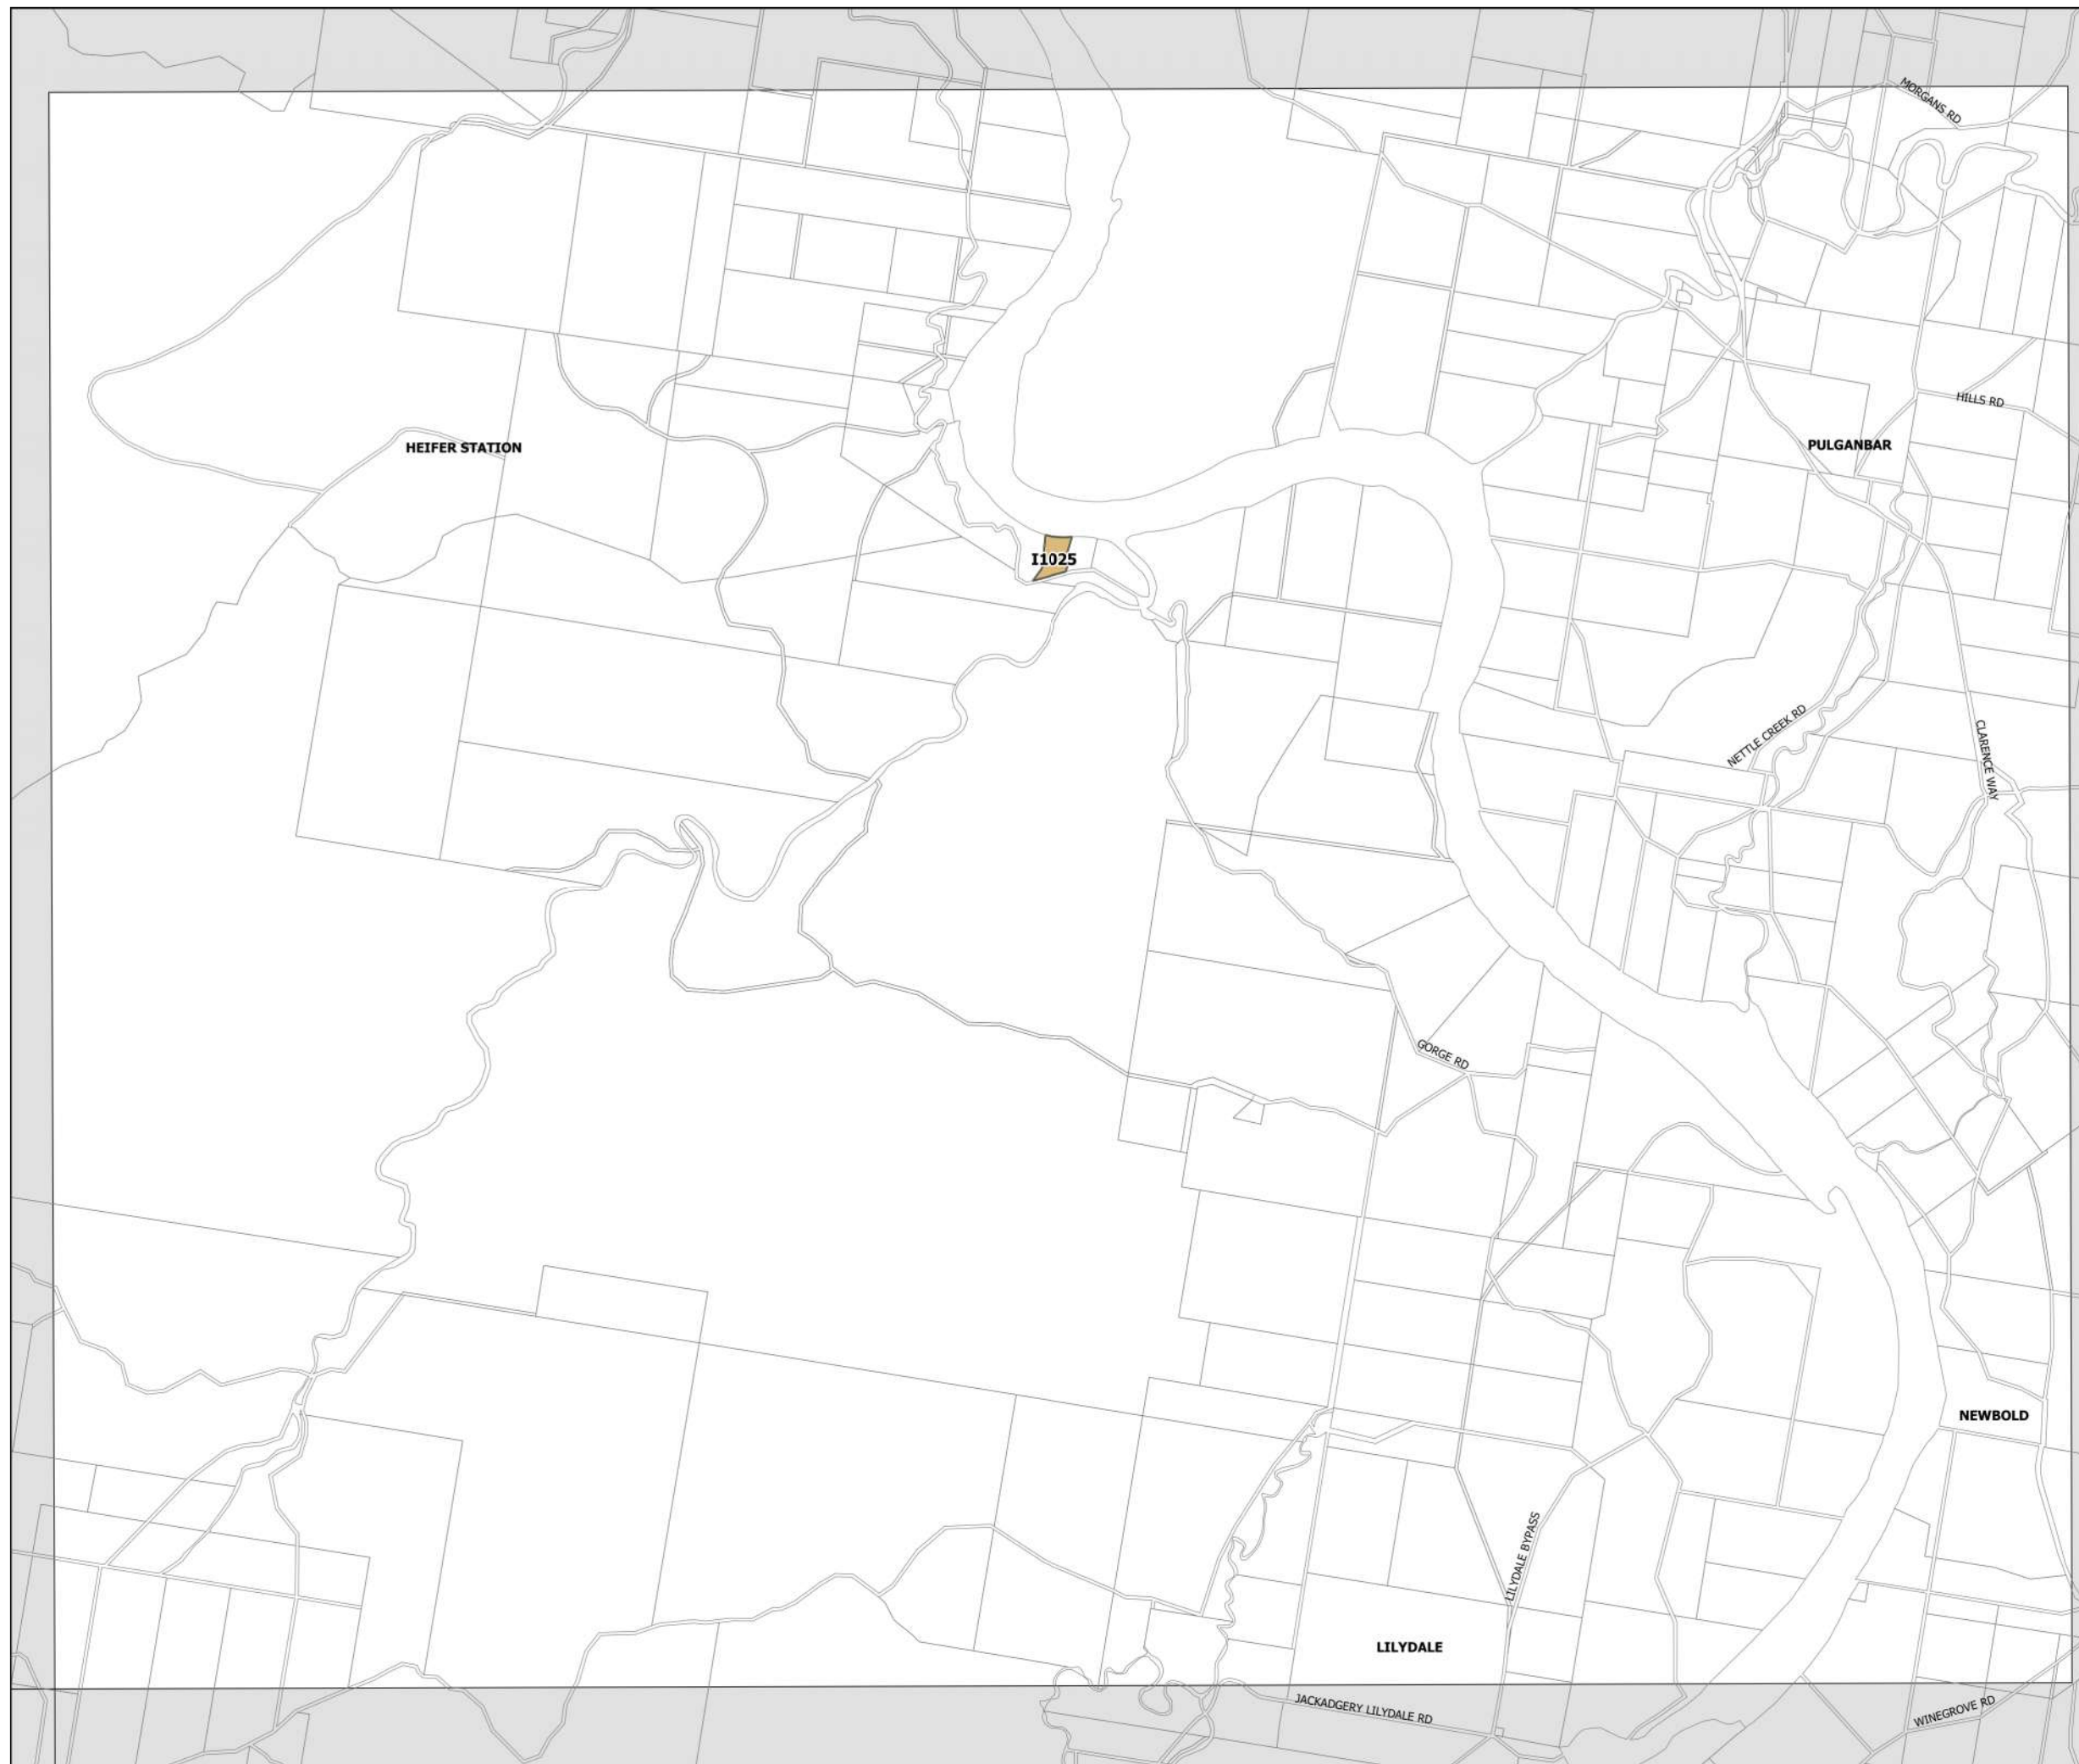 MORGANS RD
HILLS RD
PULGANBAR
HEIFER STATION
I1025
NETTLE CREEK RD
CLARENCE WAY
GORGE RD
NEWBOLD
LILYDALE BYPASS
LILYDALE
JACKADGERY LILYDALE RD
WINEGROVE RD